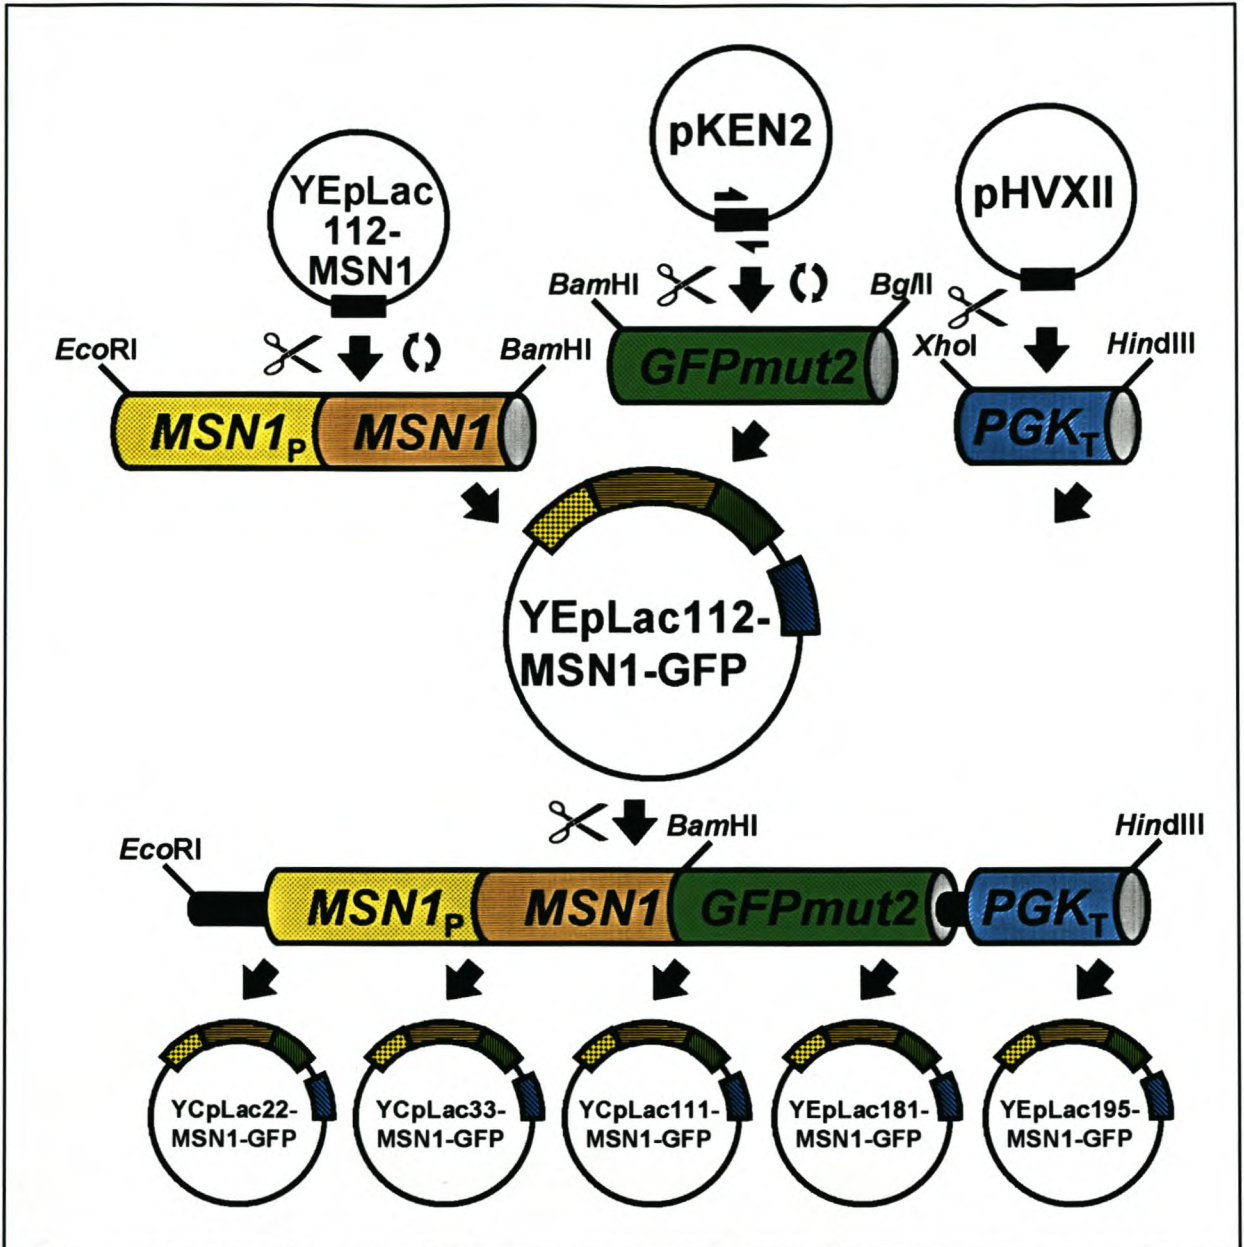 pKEN2
pHVXII
YEpLac
112-
MSN1
BamHI
BglII
EcoRI
BamHI
XhoI
HindIII
GFPmut2
MSN1P
MSN1
PGKT
YEpLac112-
MSN1-GFP
BamHI
HindIII
EcoRI
MSN1P
MSN1
GFPmut2
PGKT
YCpLac22-
MSN1-GFP
YCpLac33-
MSN1-GFP
YCpLac111-
MSN1-GFP
YEpLac181-
MSN1-GFP
YEpLac195-
MSN1-GFP